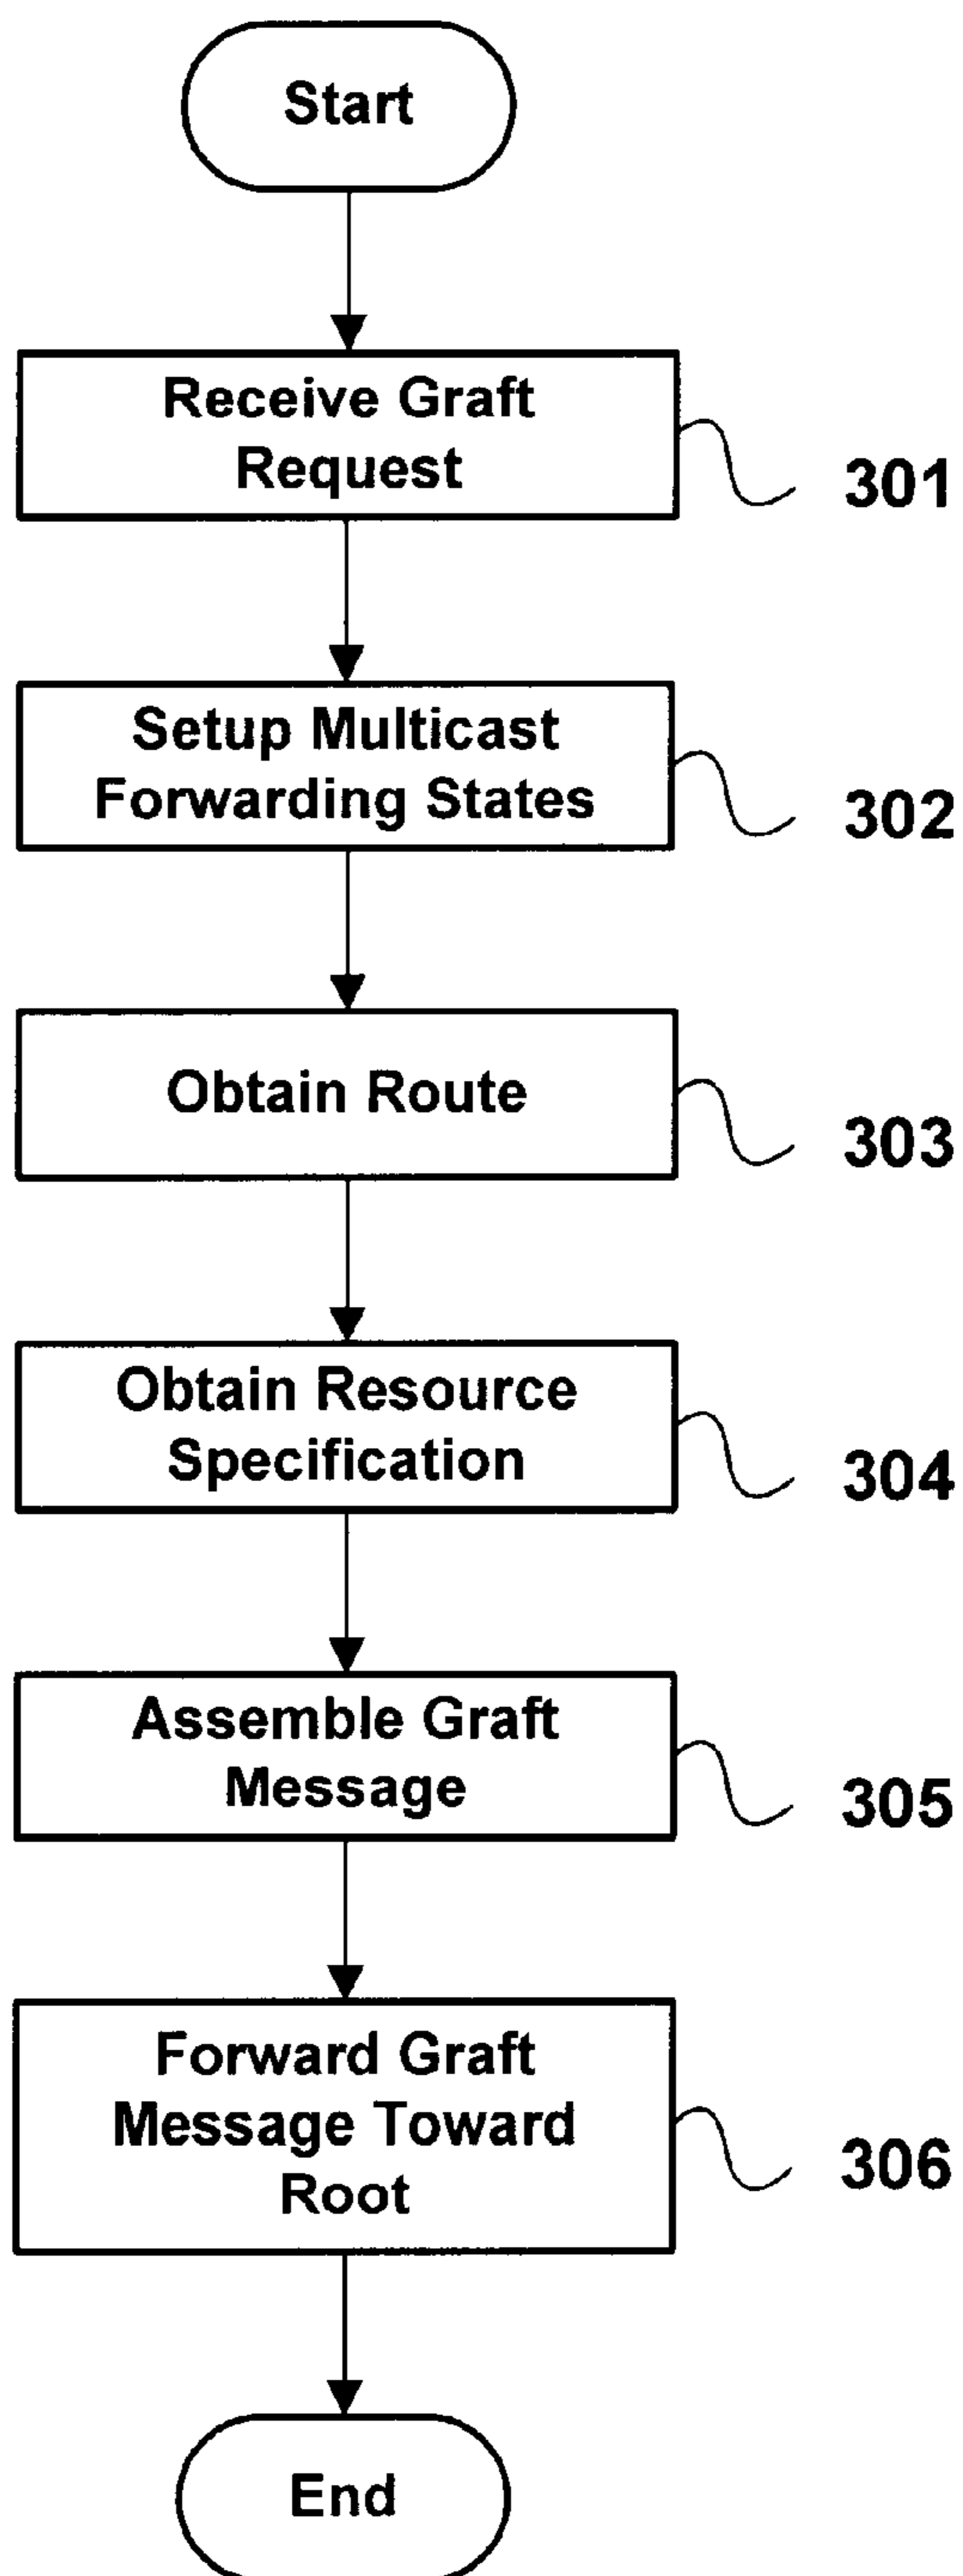 Start
Receive Graft
Request
301
Setup Multicast
Forwarding States
302
Obtain Route
303
Obtain Resource
Specification
304
Assemble Graft
Message
305
Forward Graft
Message Toward
Root
306
End